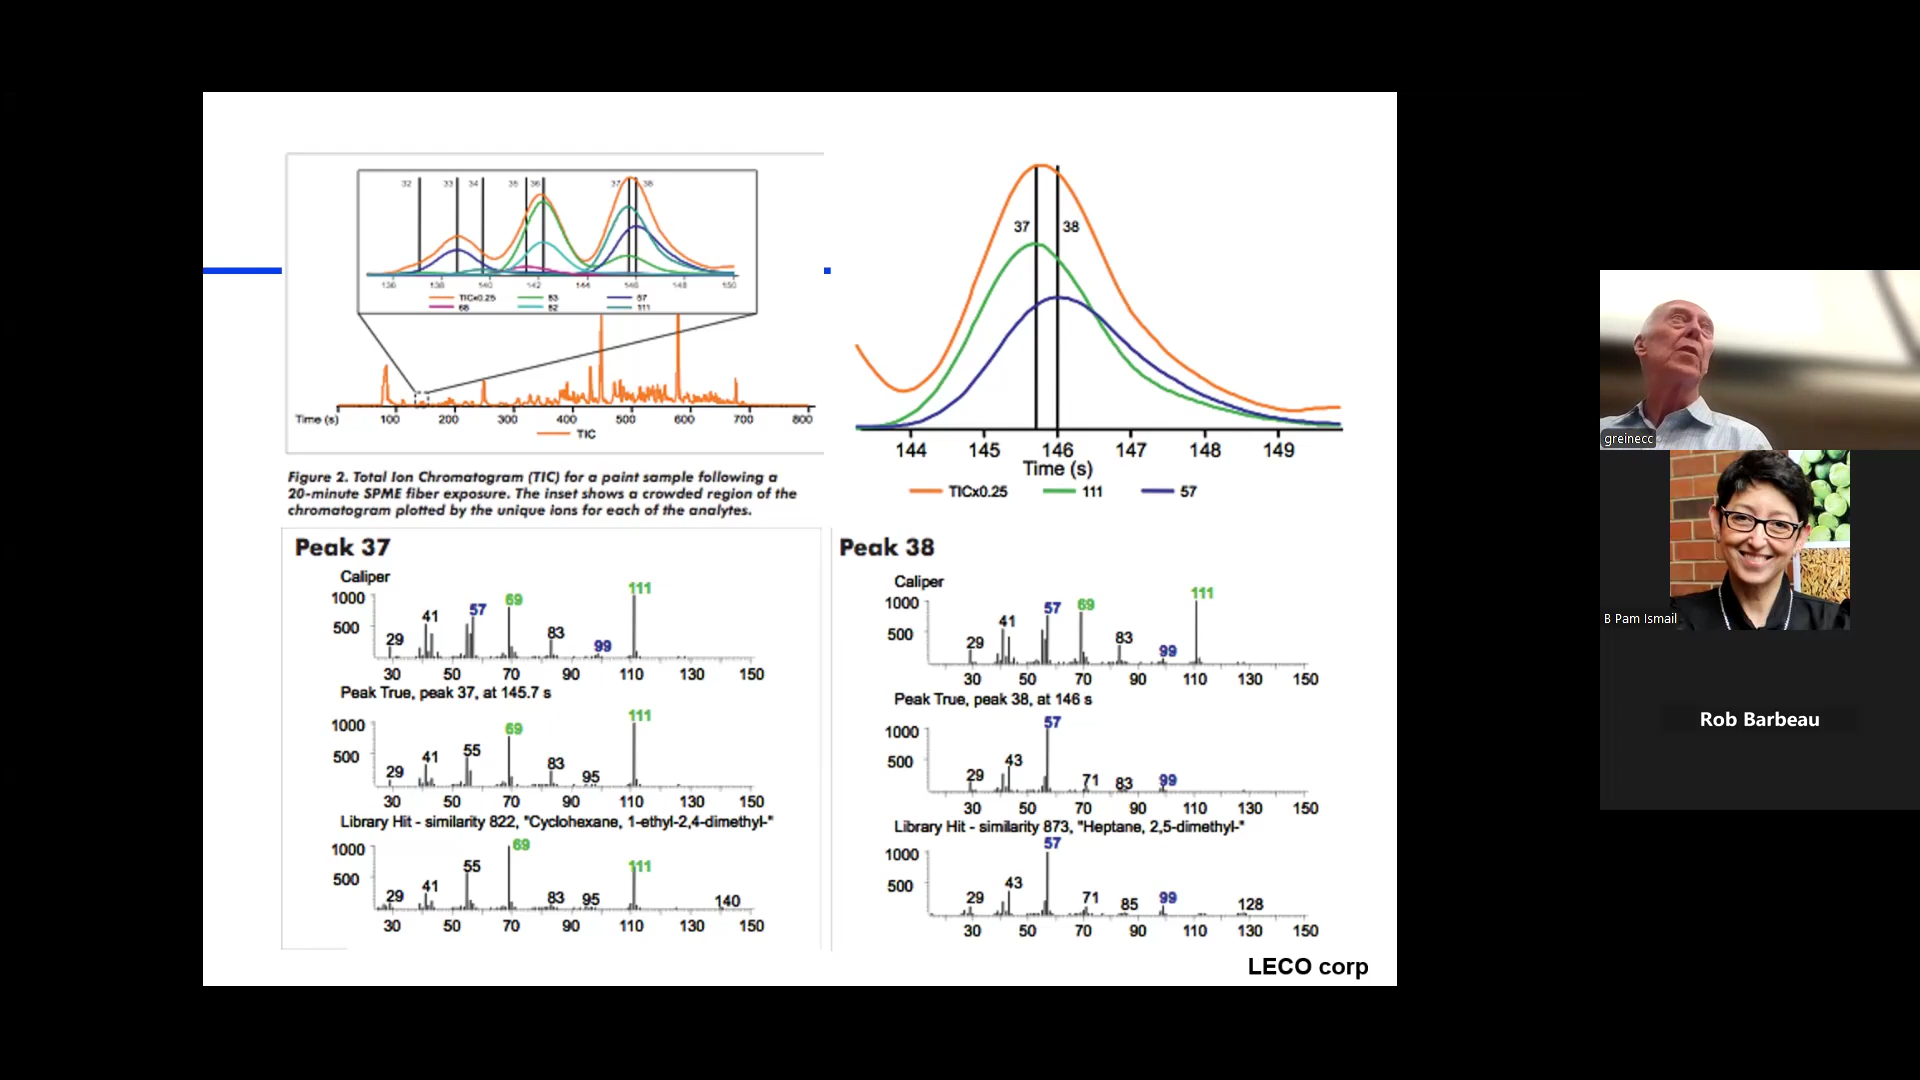 32 33 34 35 36 37 38
136 138 140 142 144 146 148 150
TICx0.25 83 57
68 82 111
Time (s) 100 200 300 400 500 600 700 800
TIC
Figure 2. Total Ion Chromatogram (TIC) for a paint sample following a
20-minute SPME fiber exposure. The inset shows a crowded region of the
chromatogram plotted by the unique ions for each of the analytes.
37 38
144 145 146 147 148 149
Time (s)
TICx0.25 111 57
Peak 37
Caliper
1000
500
29 41 57 69 83 99 111
30 50 70 90 110 130 150
Peak True, peak 37, at 145.7 s
1000
500
29 41 55 69 83 95 111
30 50 70 90 110 130 150
Library Hit - similarity 822, "Cyclohexane, 1-ethyl-2,4-dimethyl-"
1000
500
29 41 55 69 83 95 111 140
30 50 70 90 110 130 150
Peak 38
Caliper
1000
500
29 41 57 69 83 99 111
30 50 70 90 110 130 150
Peak True, peak 38, at 146 s
1000
500
29 43 57 71 83 99
30 50 70 90 110 130 150
Library Hit - similarity 873, "Heptane, 2,5-dimethyl-"
1000
500
29 43 57 71 85 99 128
30 50 70 90 110 130 150
LECO corp
greinecc
B Pam Ismail
Rob Barbeau